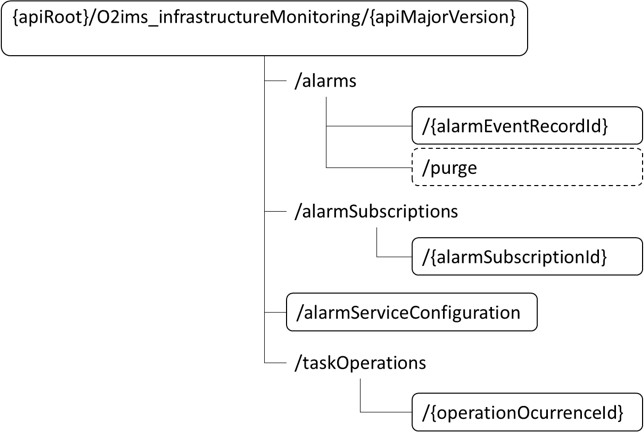 {apiRoot}/O2ims_infrastructureMonitoring/{apiMajorVersion}
/alarms
/{alarmEventRecordId}
/purge
/alarmSubscriptions
/{alarmSubscriptionId}
/alarmServiceConfiguration
/taskOperations
/{operationOcurrenceId}